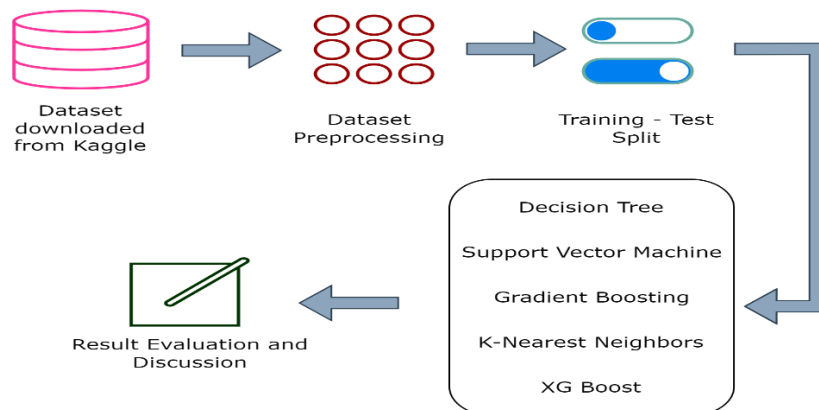 Dataset
downloaded
from Kaggle
Dataset
Preprocessing
Training - Test
Split
Decision Tree
Support Vector Machine
Gradient Boosting
K-Nearest Neighbors
XG Boost
Result Evaluation and
Discussion